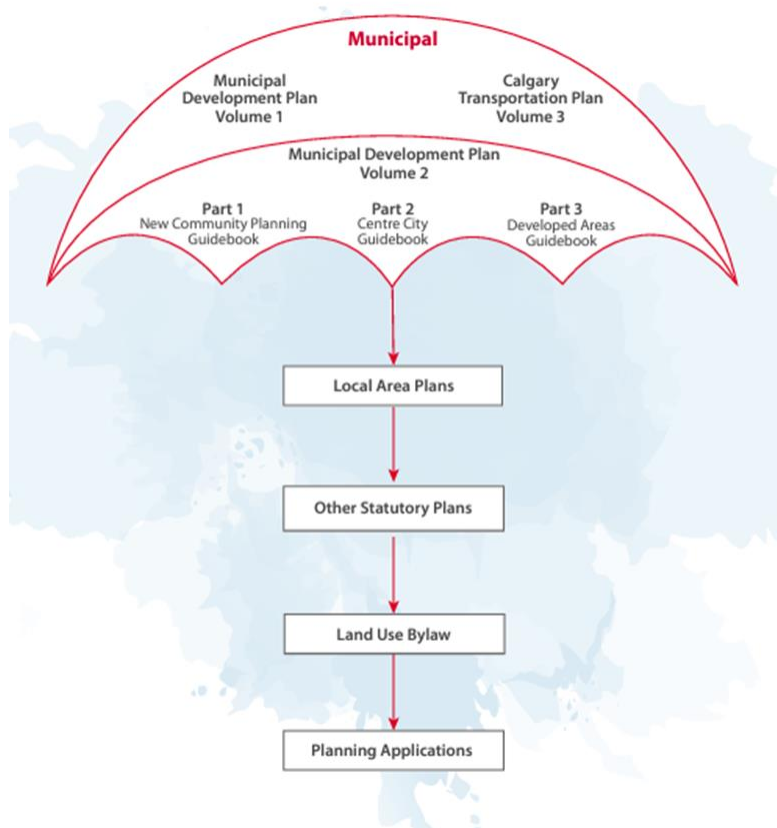 Municipal
Municipal
Development Plan
Volume 1
Calgary
Transportation Plan
Volume 3
Municipal Development Plan
Volume 2
Part 1
New Community Planning
Guidebook
Part 2
Centre City
Guidebook
Part 3
Developed Areas
Guidebook
Local Area Plans
Other Statutory Plans
Land Use Bylaw
Planning Applications